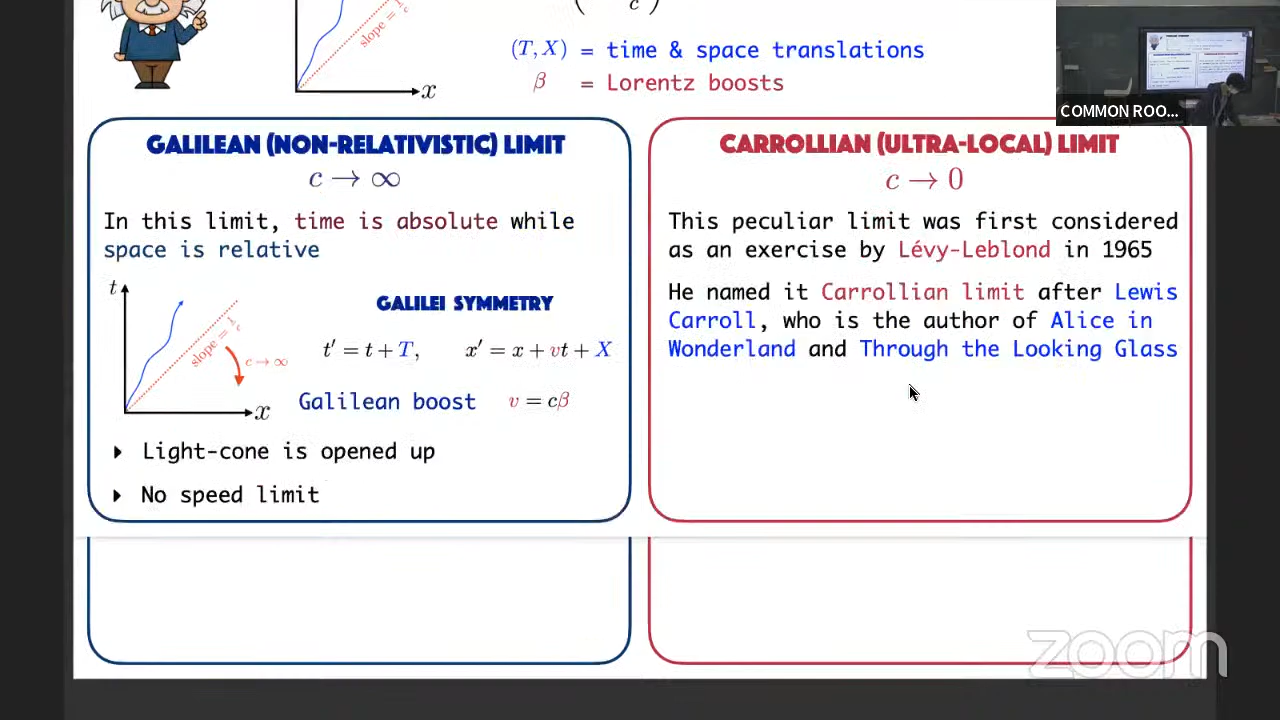 slope = 1/c
x
( c )
(T, X) = time & space translations
β = Lorentz boosts
COMMON ROO...
GALILEAN (NON-RELATIVISTIC) LIMIT
c → ∞
In this limit, time is absolute while
space is relative
t
slope = 1/c
c → ∞
x
GALILEI SYMMETRY
t′ = t + T, x′ = x + vt + X
Galilean boost v = cβ
▸ Light-cone is opened up
▸ No speed limit
CARROLLIAN (ULTRA-LOCAL) LIMIT
c → 0
This peculiar limit was first considered
as an exercise by Lévy-Leblond in 1965
He named it Carrollian limit after Lewis
Carroll, who is the author of Alice in
Wonderland and Through the Looking Glass
zoom